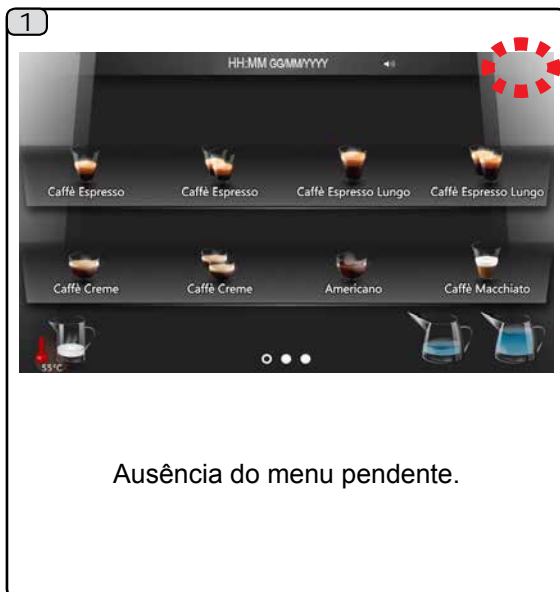 1
HH:MM GG/MM/YYYY
Caffè Espresso Caffè Espresso Caffè Espresso Lungo Caffè Espresso Lungo
Caffè Creme Caffè Creme Americano Caffè Macchiato
55°C
Ausência do menu pendente.